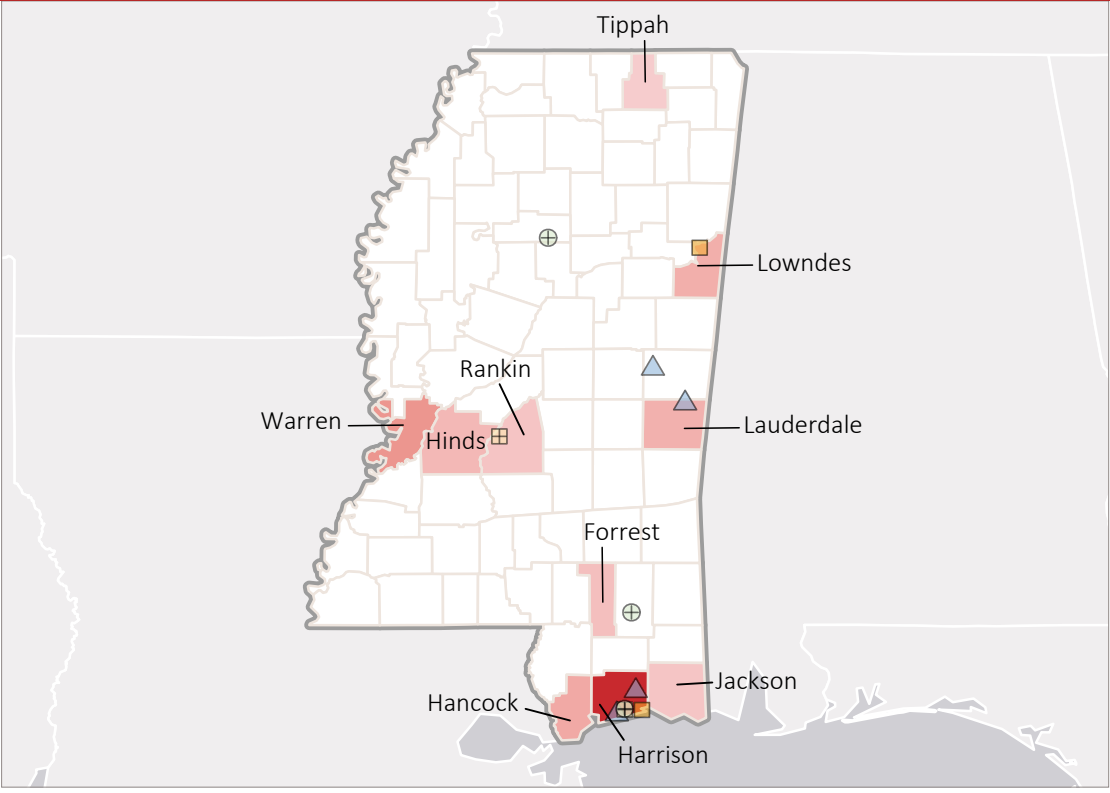 Tippah
Lowndes
Rankin
Warren
Hinds
Lauderdale
Forrest
Jackson
Hancock
Harrison